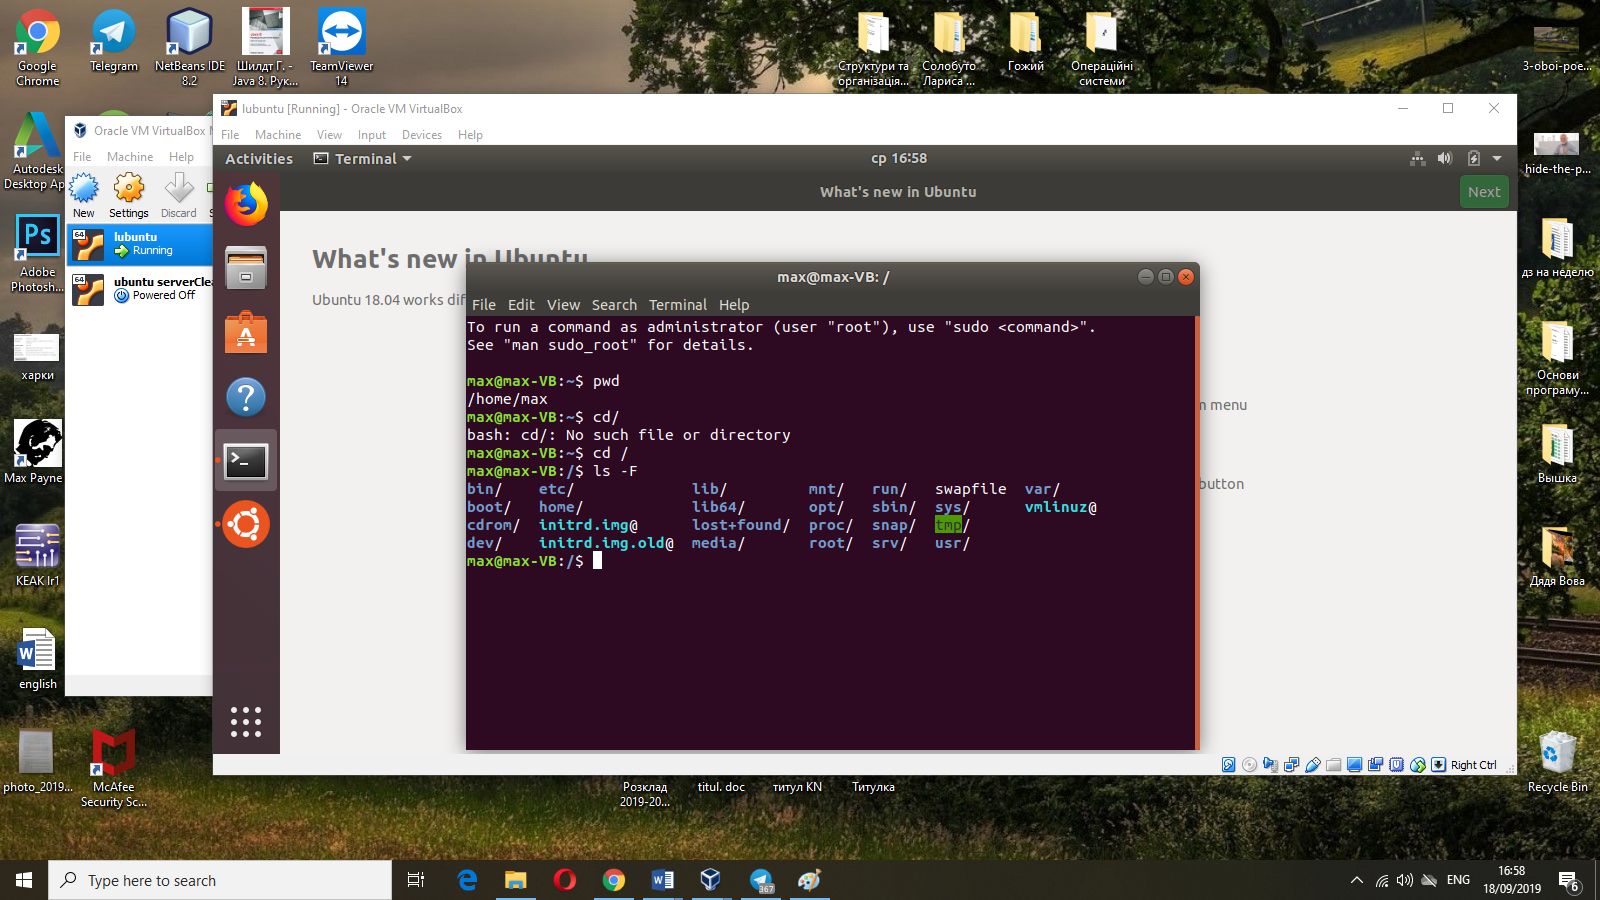 Google
Chrome
Telegram
NetBeans IDE
8.2
Шилдт Г. -
Java 8. Рук...
TeamViewer
14
Структури та
організація...
Солобуто
Лариса ...
Гожий
Операційні
системи
3-oboi-poe...
Autodesk
Desktop Ap
Ps
Adobe
Photosh...
харки
Max Payne
KEAK Ir1
english
photo_2019...
McAfee
Security Sc...
Oracle VM VirtualBox M
File Machine Help
New Settings Discard S
64
lubuntu
Running
64
ubuntu serverClea
Powered Off
lubuntu [Running] - Oracle VM VirtualBox
File Machine View Input Devices Help
Activities Terminal
ср 16:58
What's new in Ubuntu
Next
What's new in Ubuntu
Ubuntu 18.04 works dif
n menu
button
max@max-VB: /
File Edit View Search Terminal Help
To run a command as administrator (user "root"), use "sudo <command>".
See "man sudo_root" for details.
max@max-VB:~$ pwd
/home/max
max@max-VB:~$ cd/
bash: cd/: No such file or directory
max@max-VB:~$ cd /
max@max-VB:/$ ls -F
bin/ etc/ lib/ mnt/ run/ swapfile var/
boot/ home/ lib64/ opt/ sbin/ sys/ vmlinuz@
cdrom/ initrd.img@ lost+found/ proc/ snap/ tmp/
dev/ initrd.img.old@ media/ root/ srv/ usr/
max@max-VB:/$
Right Ctrl
hide-the-p...
дз на неделю
Основи
програму...
Вышка
Дядя Вова
Recycle Bin
Розклад
2019-20...
titul. doc
титул KN
Титулка
Type here to search
367
ENG
16:58
18/09/2019
6